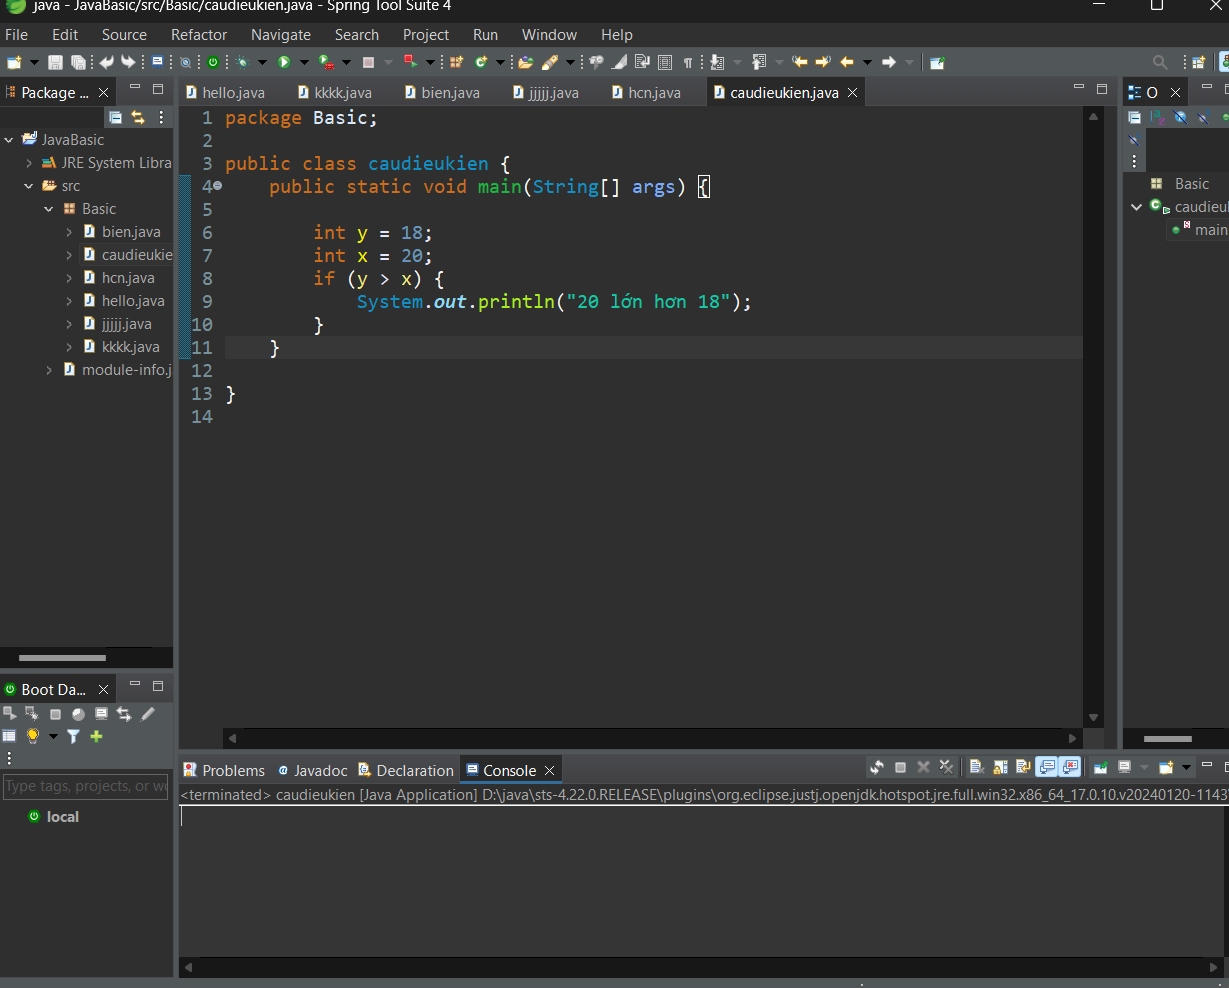 java - JavaBasic/src/Basic/caudieukien.java - Spring Tool Suite 4
File Edit Source Refactor Navigate Search Project Run Window Help
Package ...
hello.java kkkk.java bien.java jjjjj.java hcn.java caudieukien.java
O
JavaBasic
JRE System Libra
src
Basic
bien.java
caudieukie
hcn.java
hello.java
jjjjj.java
kkkk.java
module-info.j
1 package Basic;
2
3 public class caudieukien {
4 public static void main(String[] args) {
5
6 int y = 18;
7 int x = 20;
8 if (y > x) {
9 System.out.println("20 lớn hơn 18");
10 }
11 }
12
13 }
14
Basic
caudieuk
main
Boot Da...
Type tags, projects, or wo
local
Problems Javadoc Declaration Console
<terminated> caudieukien [Java Application] D:\java\sts-4.22.0.RELEASE\plugins\org.eclipse.justj.openjdk.hotspot.jre.full.win32.x86_64_17.0.10.v20240120-1143\